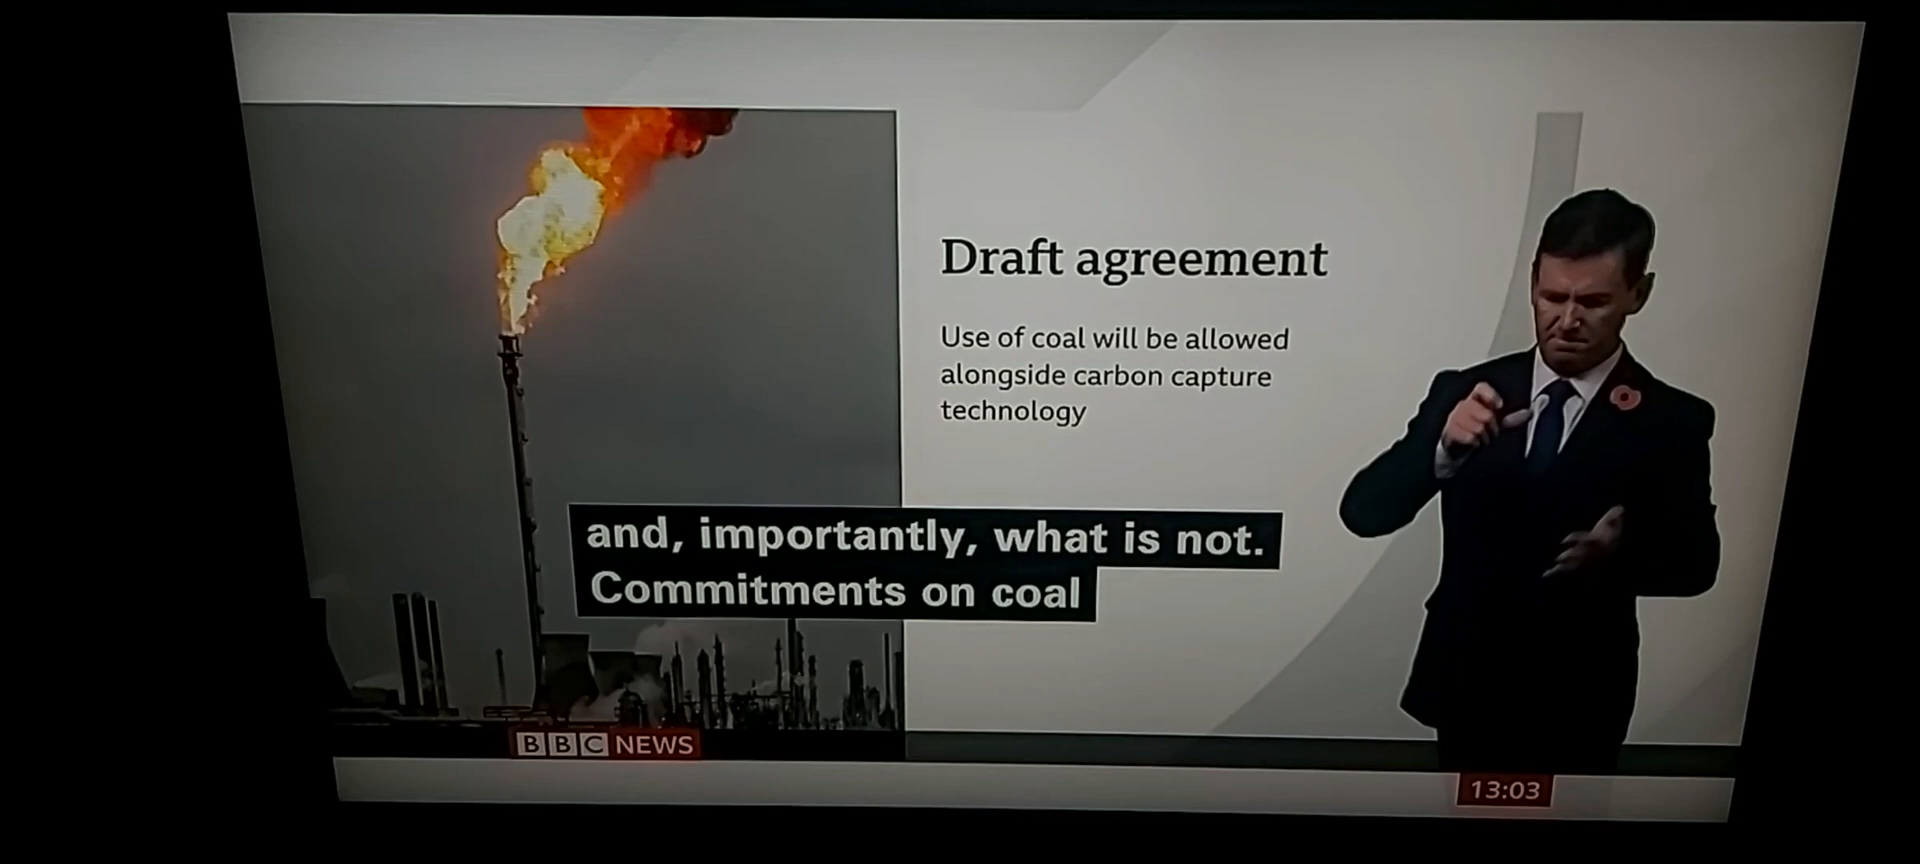 Draft agreement
Use of coal will be allowed
alongside carbon capture
technology
and, importantly, what is not.
Commitments on coal
BBC NEWS
13:03